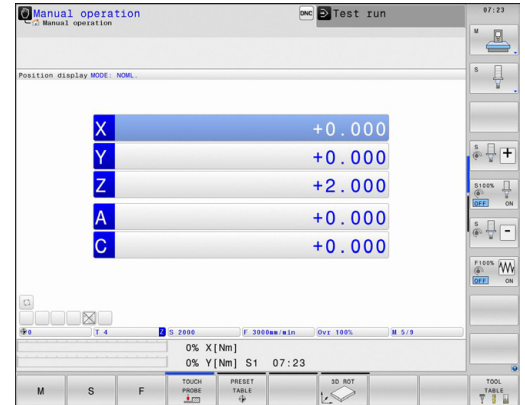 Manual operation
DNC
Test run
07:23
Manual operation
M
Position display MODE: NOML.
S
X +0.000
Y +0.000
Z +2.000
A +0.000
C +0.000
S
+
S100%
OFF ON
S
-
F100%
OFF ON
0 T 4 Z S 2000 F 3000mm/min Ovr 100% M 5/9
0% X[Nm]
0% Y[Nm] S1 07:23
M
S
F
TOUCH PROBE
PRESET TABLE
3D ROT
TOOL TABLE